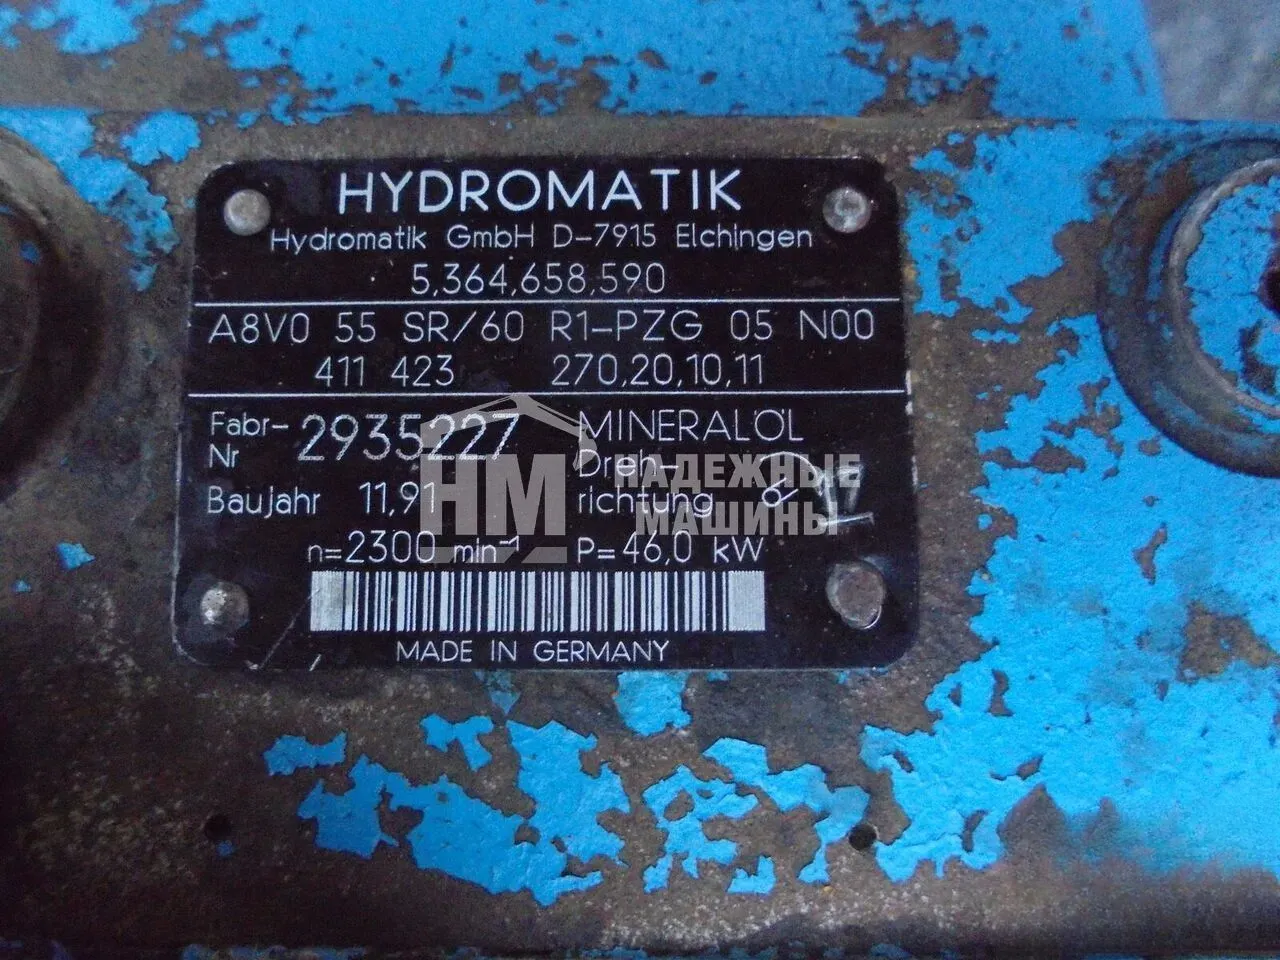 HYDROMATIK
Hydromatik GmbH D-7915 Elchingen
5,364,658,590
A8V0 55 SR/60 R1-PZG 05 N00
411 423 270,20,10,11
Fabr-Nr 2935227 MINERALÖL
Baujahr 11,91 Dreh-richtung
НМ НАДЕЖНЫЕ
МАШИНЫ
n=2300 min-1 P=46,0 kW
MADE IN GERMANY